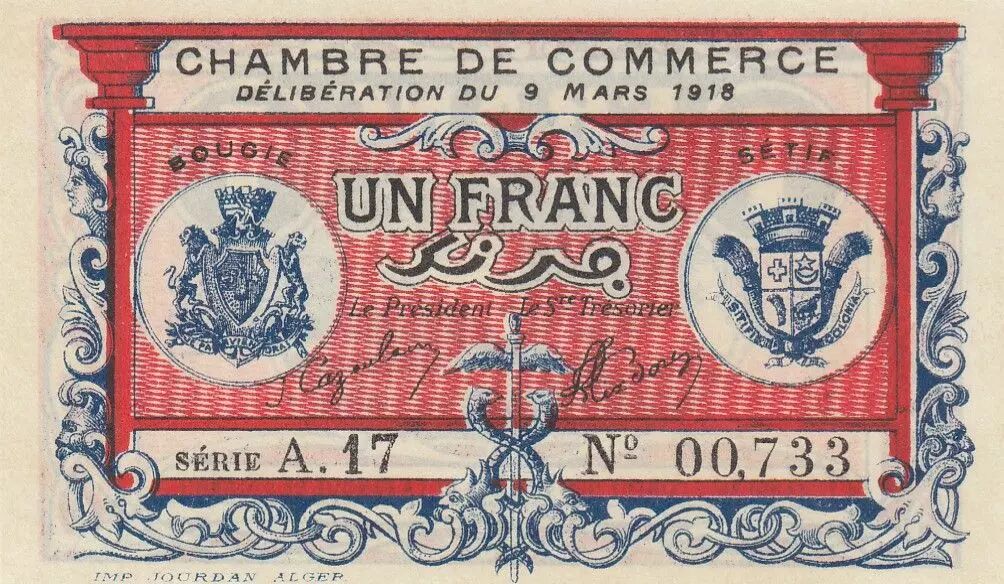 CHAMBRE DE COMMERCE
DÉLIBÉRATION DU 9 MARS 1918
BOUGIE
SÉTIF
UN FRANC
فرنك
Le Président Le Sre Trésorier
SÉRIE A.17 No 00,733
IMP JOURDAN ALGER.